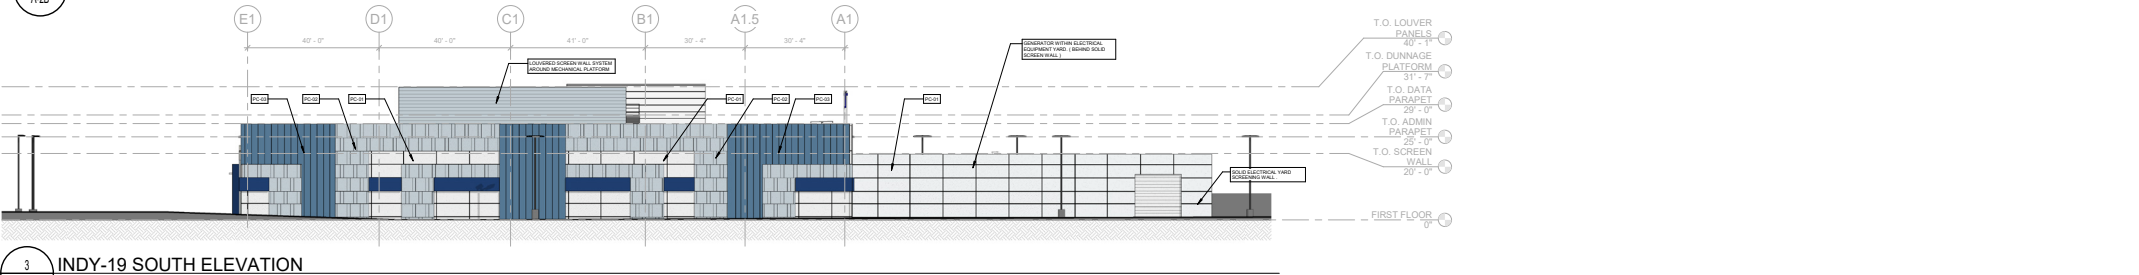 A-2B
E1
D1
C1
B1
A1.5
A1
40' - 0"
40' - 0"
41' - 0"
30' - 4"
30' - 4"
T.O. LOUVER
PANELS
40' - 1"
T.O. DUNNAGE
PLATFORM
31' - 7"
T.O. DATA
PARAPET
29' - 0"
T.O. ADMIN
PARAPET
25' - 0"
T.O. SCREEN
WALL
20' - 0"
FIRST FLOOR
0"
GENERATOR WITHIN ELECTRICAL
EQUIPMENT YARD. ( BEHIND SOLID
SCREEN WALL )
LOUVERED SCREEN WALL SYSTEM
AROUND MECHANICAL PLATFORM
PC-03
PC-02
PC-01
PC-01
PC-02
PC-03
PC-01
SOLID ELECTRICAL YARD
SCREENING WALL
3
INDY-19 SOUTH ELEVATION